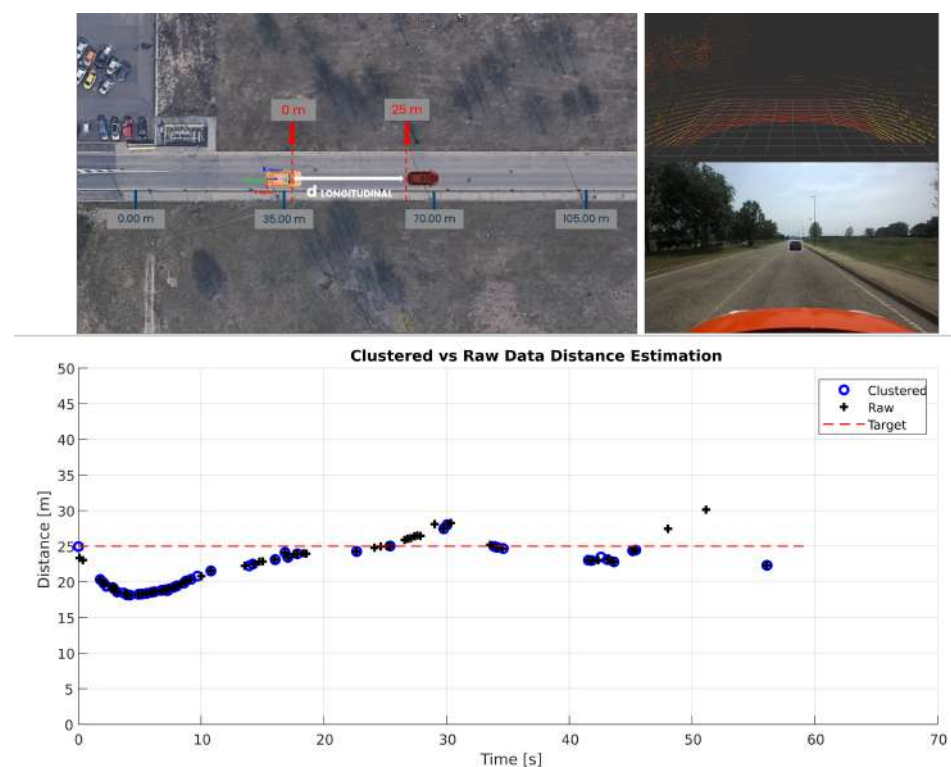 0 m
25 m
d LONGITUDINAL
0.00 m
35.00 m
70.00 m
105.00 m
Clustered vs Raw Data Distance Estimation
Clustered
Raw
Target
Distance [m]
50
45
40
35
30
25
20
15
10
5
0
0
10
20
30
40
50
60
70
Time [s]